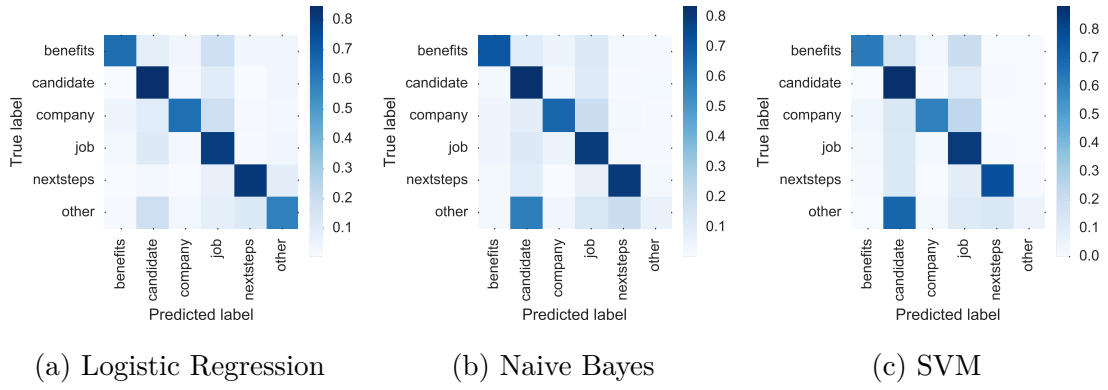 benefits
candidate
company
job
nextsteps
other
True label
benefits
candidate
company
job
nextsteps
other
Predicted label
0.8
0.7
0.6
0.5
0.4
0.3
0.2
0.1
(a) Logistic Regression
benefits
candidate
company
job
nextsteps
other
True label
benefits
candidate
company
job
nextsteps
other
Predicted label
0.8
0.7
0.6
0.5
0.4
0.3
0.2
0.1
(b) Naive Bayes
benefits
candidate
company
job
nextsteps
other
True label
benefits
candidate
company
job
nextsteps
other
Predicted label
0.8
0.7
0.6
0.5
0.4
0.3
0.2
0.1
0.0
(c) SVM